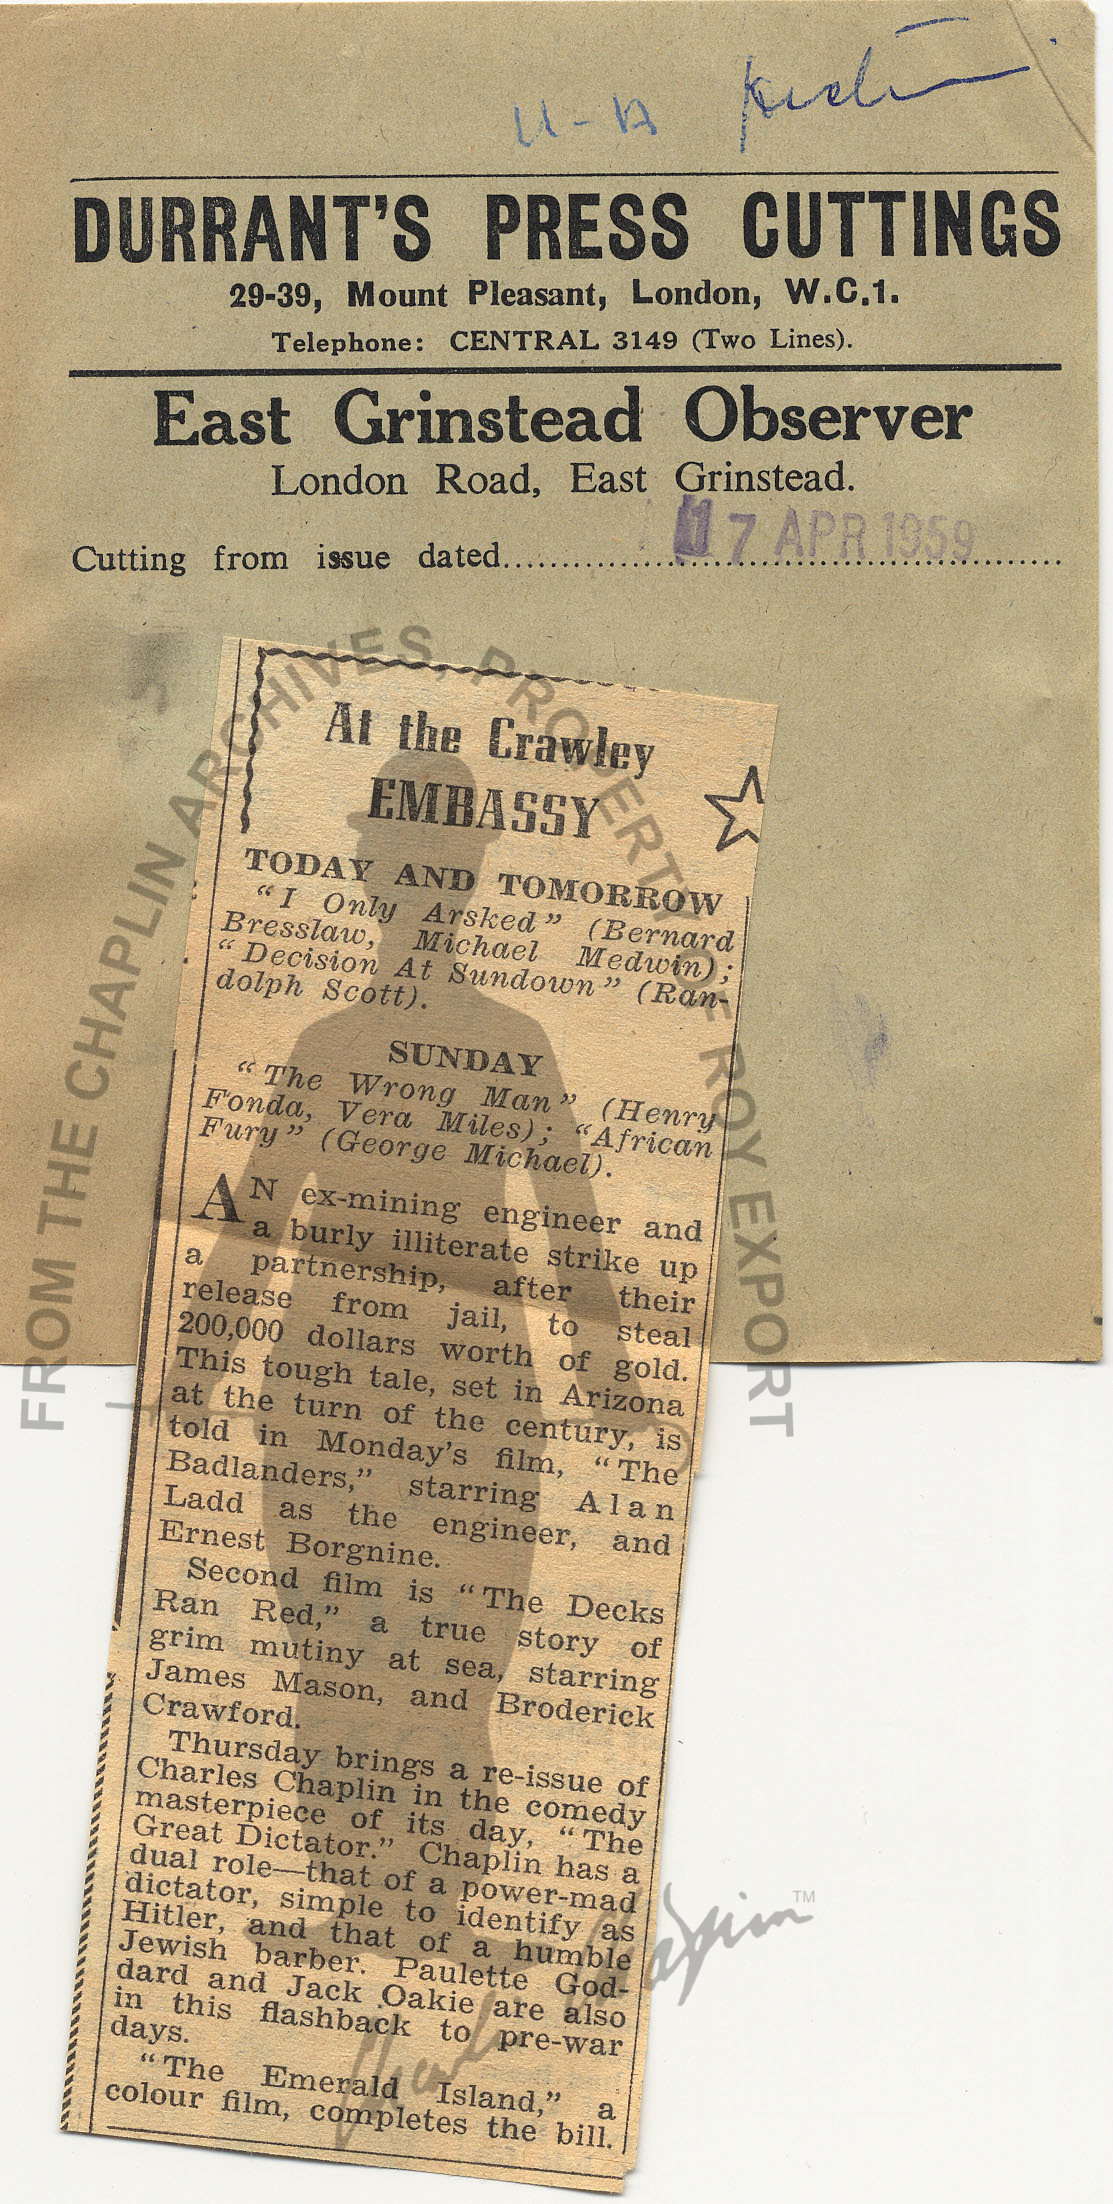 U-A
DURRANT'S PRESS CUTTINGS
29-39, Mount Pleasant, London, W.C.1.
Telephone: CENTRAL 3149 (Two Lines).
East Grinstead Observer
London Road, East Grinstead.
17 APR 1959
Cutting from issue dated
FROM THE CHAPLIN ARCHIVES, PROPERTY OF ROY EXPORT
At the Crawley
EMBASSY
TODAY AND TOMORROW
"I Only Arsked" (Bernard
Bresslaw, Michael Medwin);
"Decision At Sundown" (Ran-
dolph Scott).
SUNDAY
"The Wrong Man" (Henry
Fonda, Vera Miles); "African
Fury" (George Michael).
AN ex-mining engineer and
a burly illiterate strike up
a partnership, after their
release from jail, to steal
200,000 dollars worth of gold.
This tough tale, set in Arizona
at the turn of the century, is
told in Monday's film, "The
Badlanders," starring Alan
Ladd as the engineer, and
Ernest Borgnine.
Second film is "The Decks
Ran Red," a true story of
grim mutiny at sea, starring
James Mason, and Broderick
Crawford.
Thursday brings a re-issue of
Charles Chaplin in the comedy
masterpiece of its day, "The
Great Dictator." Chaplin has a
dual role—that of a power-mad
dictator, simple to identify as
Hitler, and that of a humble
Jewish barber. Paulette God-
dard and Jack Oakie are also
in this flashback to pre-war
days.
"The Emerald Island," a
colour film, completes the bill.
Charlie Chaplin TM